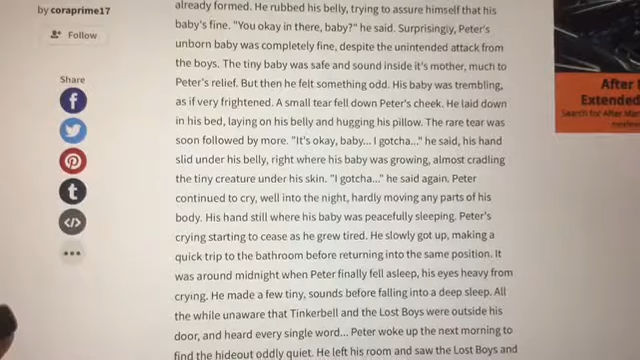 by coraprime17
Follow
Share
already formed. He rubbed his belly, trying to assure himself that his
baby's fine. "You okay in there, baby?" he said. Surprisingly, Peter's
unborn baby was completely fine, despite the unintended attack from
the boys. The tiny baby was safe and sound inside it's mother, much to
Peter's relief. But then he felt something odd. His baby was trembling,
as if very frightened. A small tear fell down Peter's cheek. He laid down
in his bed, laying on his belly and hugging his pillow. The rare tear was
soon followed by more. "It's okay, baby... I gotcha..." he said, his hand
slid under his belly, right where his baby was growing, almost cradling
the tiny creature under his skin. "I gotcha..." he said again. Peter
continued to cry, well into the night, hardly moving any parts of his
body. His hand still where his baby was peacefully sleeping. Peter's
crying starting to cease as he grew tired. He slowly got up, making a
quick trip to the bathroom before returning into the same position. It
was around midnight when Peter finally fell asleep, his eyes heavy from
crying. He made a few tiny, sounds before falling into a deep sleep. All
the while unaware that Tinkerbell and the Lost Boys were outside his
door, and heard every single word... Peter woke up the next morning to
find the hideout oddly quiet. He left his room and saw the Lost Boys and
After
Extended
Search for After Mar